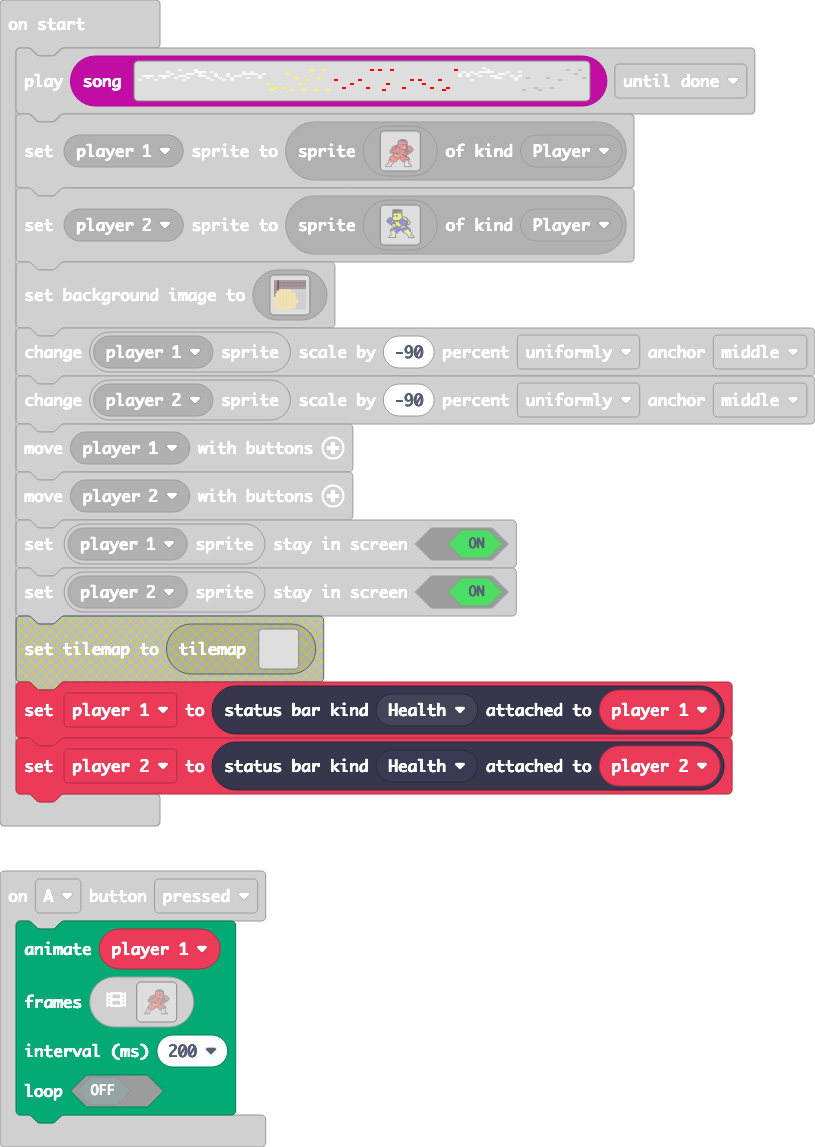 on start
play song until done
set player 1 sprite to sprite of kind Player
set player 2 sprite to sprite of kind Player
set background image to
change player 1 sprite scale by -90 percent uniformly anchor middle
change player 2 sprite scale by -90 percent uniformly anchor middle
move player 1 with buttons
move player 2 with buttons
set player 1 sprite stay in screen ON
set player 2 sprite stay in screen ON
set tilemap to tilemap
set player 1 to status bar kind Health attached to player 1
set player 2 to status bar kind Health attached to player 2
on A button pressed
animate player 1
frames
interval (ms) 200
loop OFF